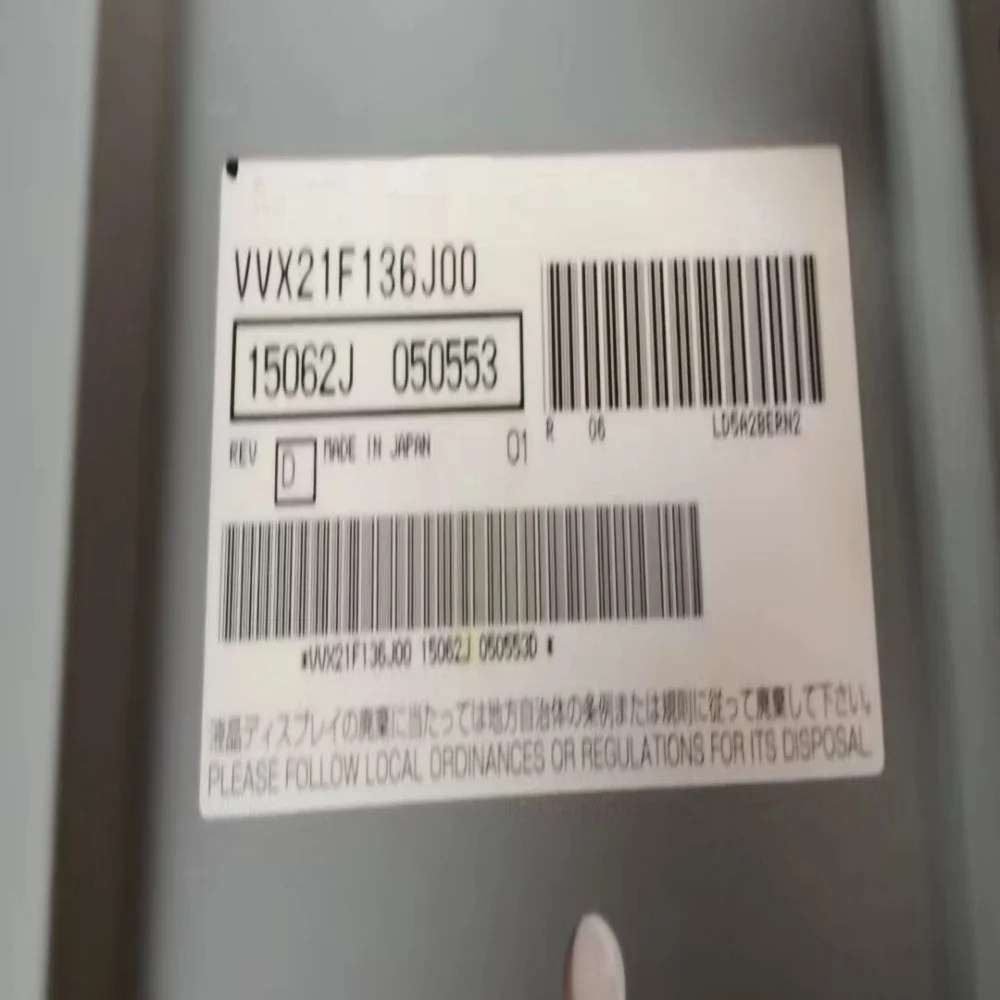 VVX21F136J00
15062J 050553
REV D MADE IN JAPAN 01
R 06 LD5A2BEPN2
*VVX21F136J00 15062J 050553D *
液晶ディスプレイの廃棄に当たっては地方自治体の条例または規則に従って廃棄して下さい。
PLEASE FOLLOW LOCAL ORDINANCES OR REGULATIONS FOR ITS DISPOSAL.